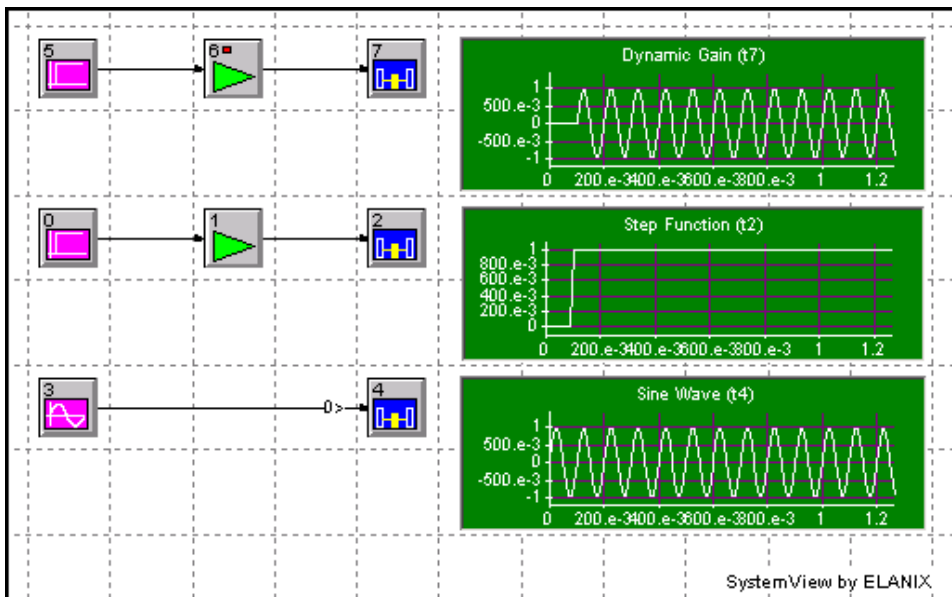 5
6
7
Dynamic Gain (t7)
1
500.e-3
0
-500.e-3
-1
0 200.e-3400.e-3600.e-3800.e-3 1 1.2
0
1
2
Step Function (t2)
1
800.e-3
600.e-3
400.e-3
200.e-3
0
0 200.e-3400.e-3600.e-3800.e-3 1 1.2
3
0>
4
Sine Wave (t4)
1
500.e-3
0
-500.e-3
-1
0 200.e-3400.e-3600.e-3800.e-3 1 1.2
SystemView by ELANIX